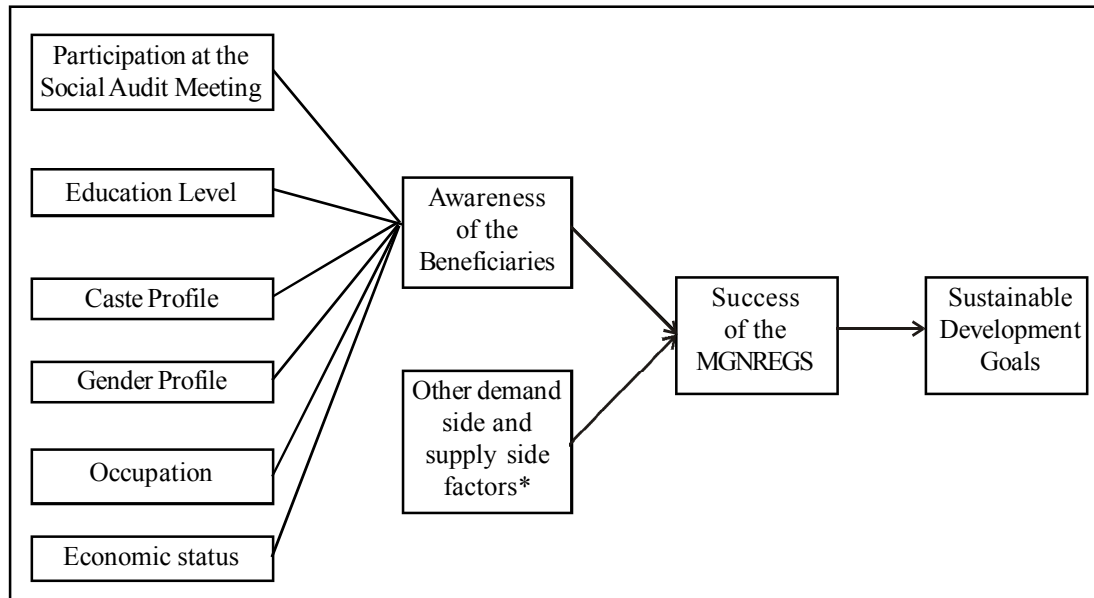 Participation at the
Social Audit Meeting
Education Level
Caste Profile
Gender Profile
Occupation
Economic status
Awareness
of the
Beneficiaries
Other demand
side and
supply side
factors*
Success
of the
MGNREGS
Sustainable
Development
Goals